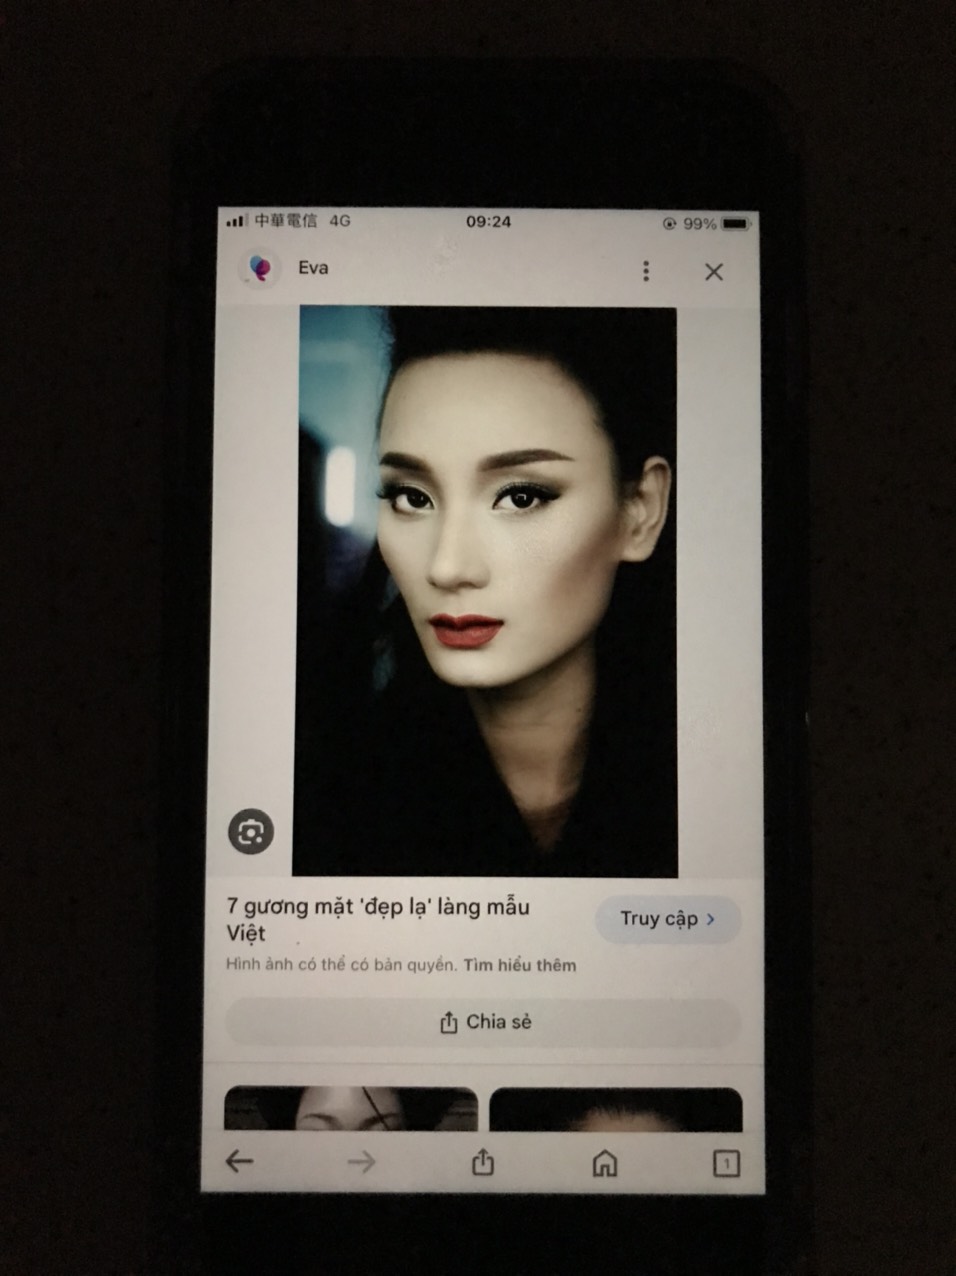 中華電信 4G 09:24 99%
Eva
7 gương mặt 'đẹp lạ' làng mẫu
Việt
Truy cập
Hình ảnh có thể có bản quyền. Tìm hiểu thêm
Chia sẻ
1